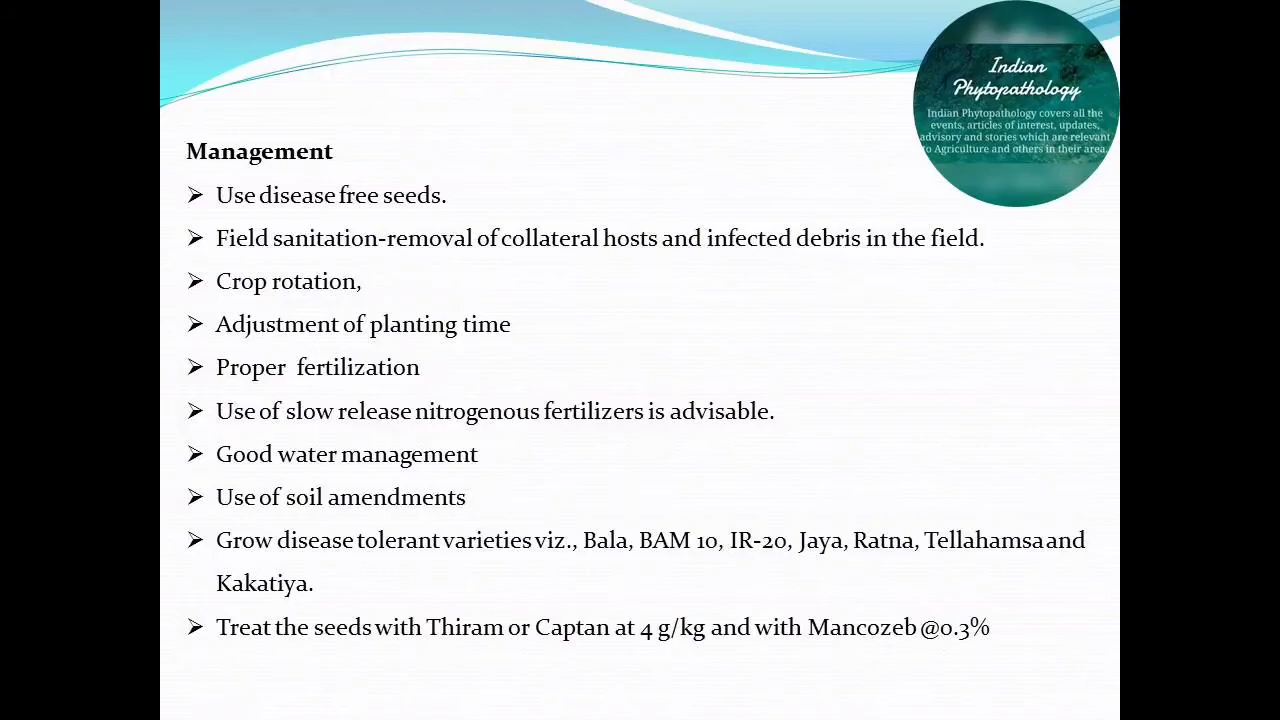 Indian
Phytopathology
Indian Phytopathology covers all the
events, articles of interest, updates,
advisory and stories which are relevant
to Agriculture and others in their area.
Management
➢ Use disease free seeds.
➢ Field sanitation-removal of collateral hosts and infected debris in the field.
➢ Crop rotation,
➢ Adjustment of planting time
➢ Proper fertilization
➢ Use of slow release nitrogenous fertilizers is advisable.
➢ Good water management
➢ Use of soil amendments
➢ Grow disease tolerant varieties viz., Bala, BAM 10, IR-20, Jaya, Ratna, Tellahamsa and
Kakatiya.
➢ Treat the seeds with Thiram or Captan at 4 g/kg and with Mancozeb @0.3%